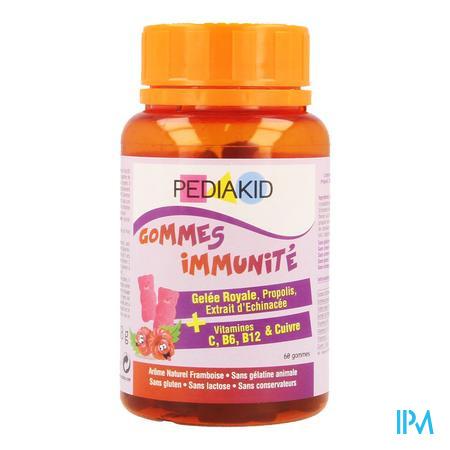 PEDIAKID
GOMMES
IMMUNITÉ
Gelée Royale, Propolis,
Extrait d'Échinacée
+ Vitamines
C, B6, B12 & Cuivre
60 gommes
Arôme Naturel Framboise • Sans gélatine animale
Sans gluten • Sans lactose • Sans conservateurs
IPM